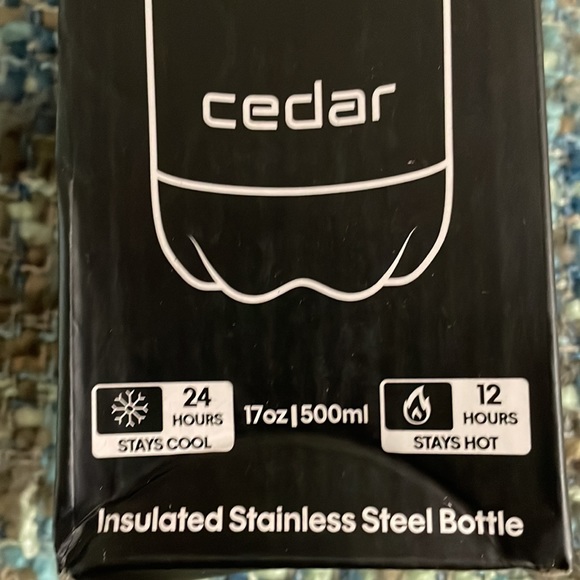 cedar
24
HOURS
STAYS COOL
17oz|500ml
12
HOURS
STAYS HOT
Insulated Stainless Steel Bottle